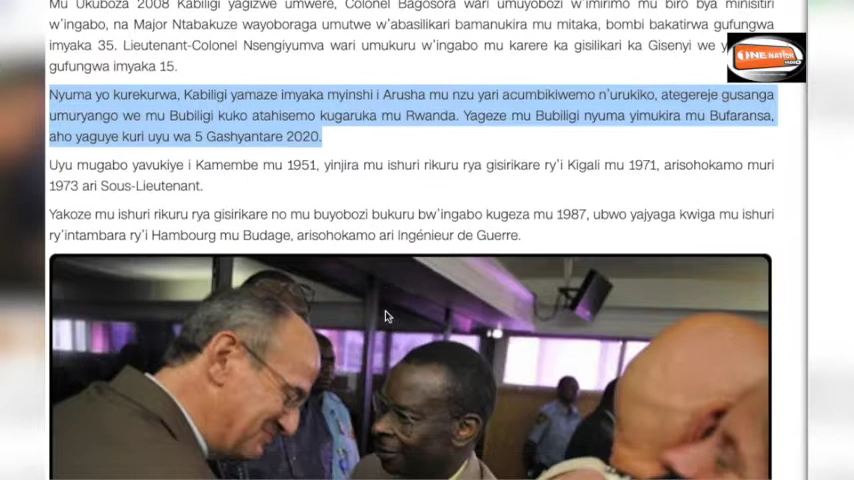 Mu Ukuboza 2008 Kabiligi yagizwe umwere, Colonel Bagosora wari umuyobozi w'imirimo mu biro bya minisitiri
w'ingabo, na Major Ntabakuze wayoboraga umutwe w'abasilikari bamanukira mu mitaka, bombi bakatirwa gufungwa
imyaka 35. Lieutenant-Colonel Nsengiyumva wari umukuru w'ingabo mu karere ka gisilikari ka Gisenyi we
gufungwa imyaka 15.
ONE NATION
Nyuma yo kurekurwa, Kabiligi yamaze imyaka myinshi i Arusha mu nzu yari acumbikiwemo n'urukiko, ategereje gusanga
umuryango we mu Bubiligi kuko atahisemo kugaruka mu Rwanda. Yageze mu Bubiligi nyuma yimukira mu Bufaransa,
aho yaguye kuri uyu wa 5 Gashyantare 2020.
Uyu mugabo yavukiye i Kamembe mu 1951, yinjira mu ishuri rikuru rya gisirikare ry'i Kigali mu 1971, arisohokamo muri
1973 ari Sous-Lieutenant.
Yakoze mu ishuri rikuru rya gisirikare no mu buyobozi bukuru bw'ingabo kugeza mu 1987, ubwo yajyaga kwiga mu ishuri
ry'intambara ry'i Hambourg mu Budage, arisohokamo ari Ingénieur de Guerre.